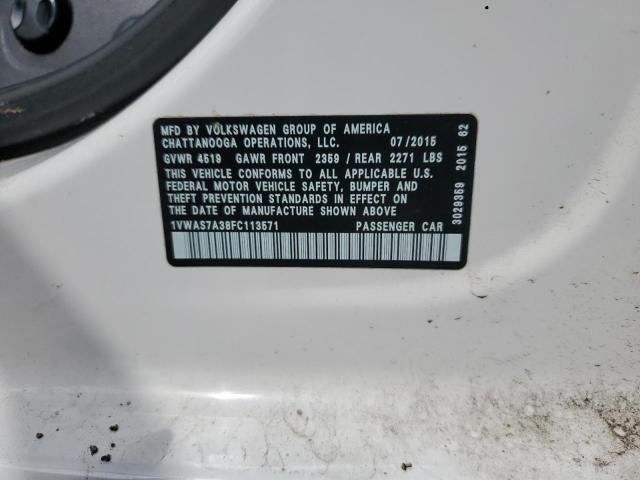 MFD BY VOLKSWAGEN GROUP OF AMERICA
CHATTANOOGA OPERATIONS, LLC. 07/2015
GVWR 4519 GAWR FRONT 2359 / REAR 2271 LBS
THIS VEHICLE CONFORMS TO ALL APPLICABLE U.S.
FEDERAL MOTOR VEHICLE SAFETY, BUMPER AND
THEFT PREVENTION STANDARDS IN EFFECT ON
THE DATE OF MANUFACTURE SHOWN ABOVE
1VWAS7A38FC113571 PASSENGER CAR
3029359 2015 62